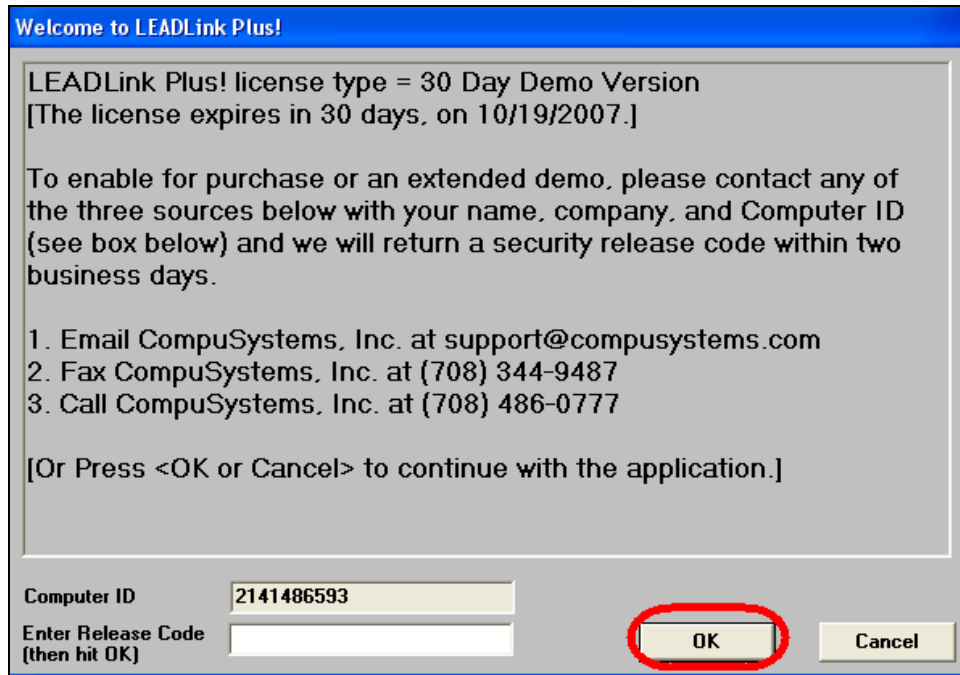 Welcome to LEADLink Plus!
LEADLink Plus! license type = 30 Day Demo Version
[The license expires in 30 days, on 10/19/2007.]
To enable for purchase or an extended demo, please contact any of
the three sources below with your name, company, and Computer ID
(see box below) and we will return a security release code within two
business days.
1. Email CompuSystems, Inc. at support@compusystems.com
2. Fax CompuSystems, Inc. at (708) 344-9487
3. Call CompuSystems, Inc. at (708) 486-0777
[Or Press <OK or Cancel> to continue with the application.]
Computer ID 2141486593
Enter Release Code
(then hit OK)
OK Cancel